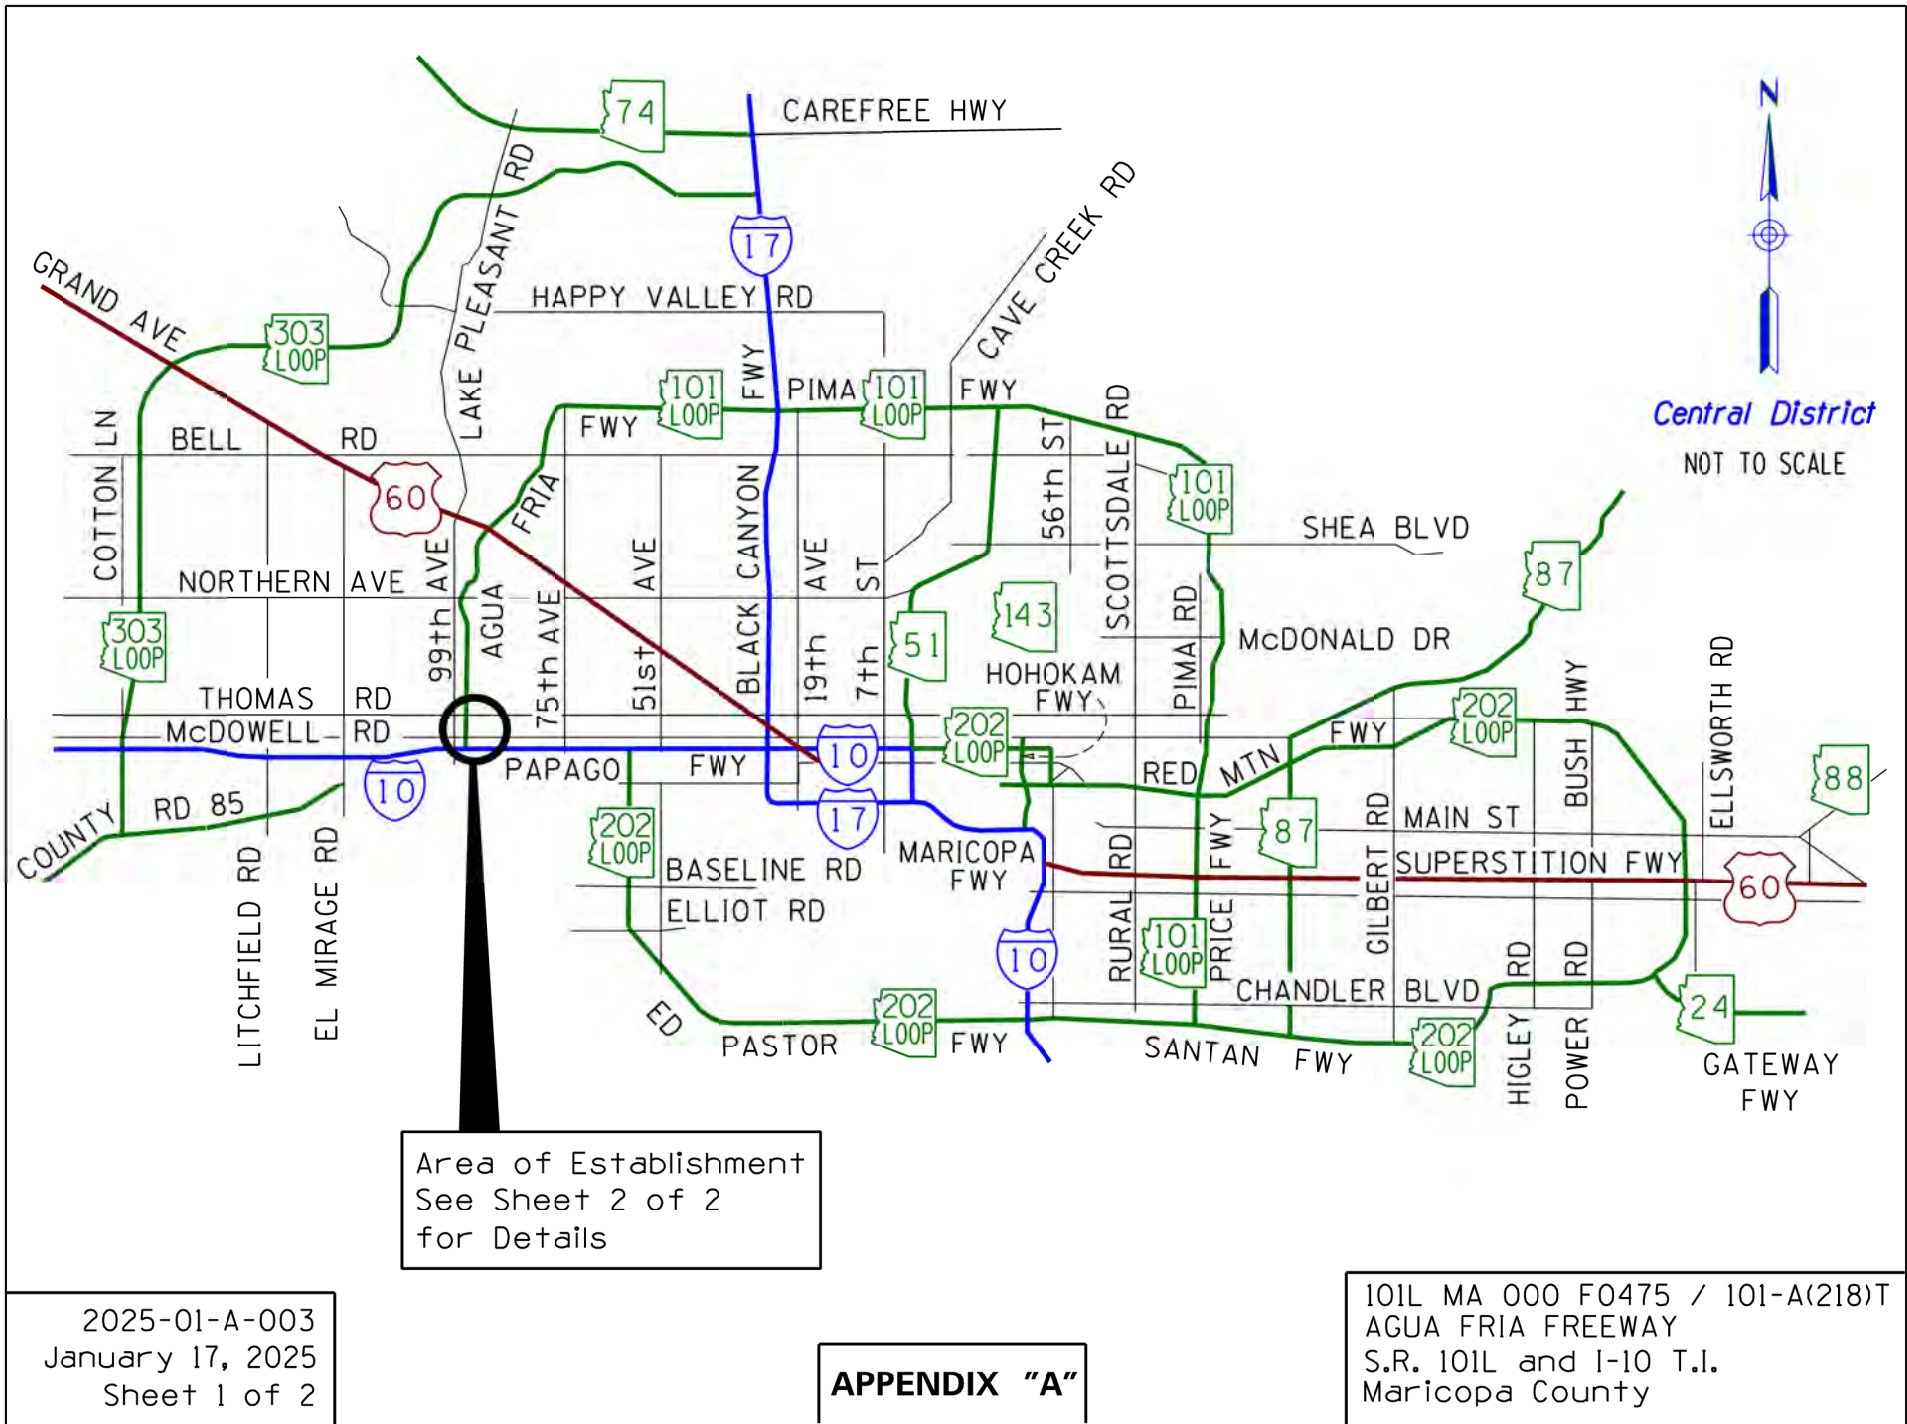 74
CAREFREE HWY
N
LAKE PLEASANT RD
17
CAVE CREEK RD
GRAND AVE
HAPPY VALLEY RD
303
LOOP
101
LOOP
FWY
PIMA
101
LOOP
FWY
Central District
NOT TO SCALE
COTTON LN
BELL RD
FWY
56th ST
SCOTTSDALE RD
60
FRIA
BLACK CANYON
101
LOOP
SHEA BLVD
NORTHERN AVE
99th AVE
AGUA
75th AVE
51st AVE
19th AVE
7th ST
143
87
303
LOOP
51
PIMA RD
McDONALD DR
HOHOKAM
FWY
BUSH HWY
ELLSWORTH RD
THOMAS RD
McDOWELL RD
202
LOOP
FWY
202
LOOP
10
PAPAGO FWY
10
RED MTN
88
COUNTY RD 85
17
202
LOOP
87
GILBERT RD
MAIN ST
MARICOPA
FWY
BASELINE RD
SUPERSTITION FWY
60
ELLIOT RD
LITCHFIELD RD
EL MIRAGE RD
RURAL RD
PRICE FWY
101
LOOP
10
CHANDLER BLVD
HIGLEY RD
POWER RD
24
ED
PASTOR
202
LOOP
FWY
SANTAN FWY
202
LOOP
GATEWAY
FWY
Area of Establishment
See Sheet 2 of 2
for Details
2025-01-A-003
January 17, 2025
Sheet 1 of 2
APPENDIX "A"
101L MA 000 F0475 / 101-A(218)T
AGUA FRIA FREEWAY
S.R. 101L and I-10 T.I.
Maricopa County